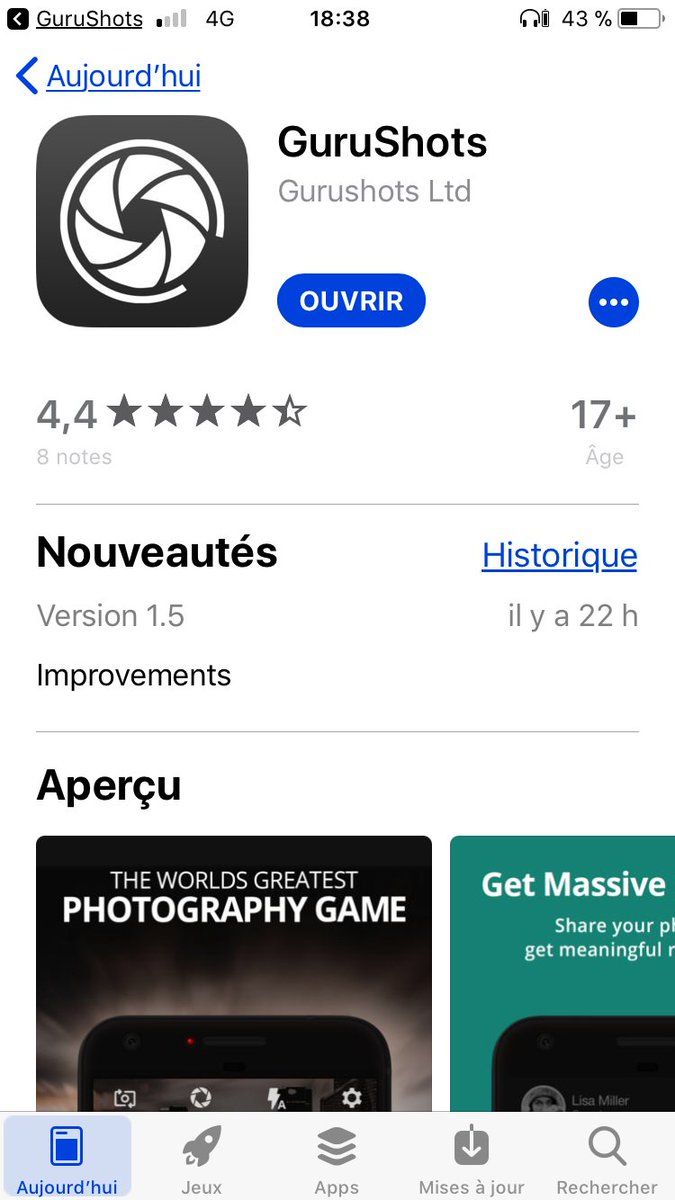 GuruShots 4G 18:38 43 %
Aujourd'hui
GuruShots
Gurushots Ltd
OUVRIR
4,4
17+
8 notes
Âge
Nouveautés
Historique
Version 1.5
il y a 22 h
Improvements
Aperçu
THE WORLDS GREATEST
PHOTOGRAPHY GAME
Get Massive
Share your ph
get meaningful r
A
Lisa Miller
Aujourd'hui
Jeux
Apps
Mises à jour
Rechercher